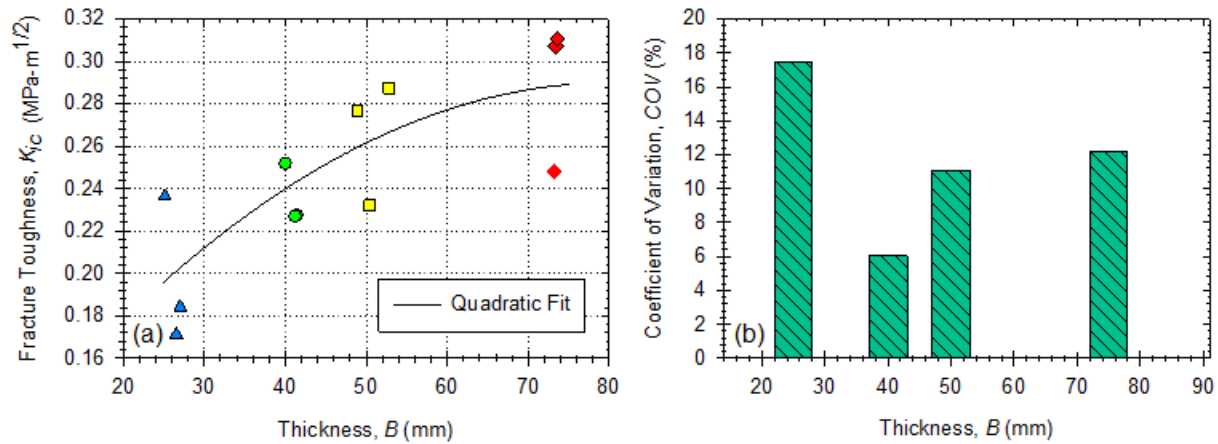 Fracture Toughness, KIC (MPa-m1/2)
0.32
0.30
0.28
0.26
0.24
0.22
0.20
0.18
0.16
(a)
Quadratic Fit
20 30 40 50 60 70 80
Thickness, B (mm)
Coefficient of Variation, COV (%)
20
18
16
14
12
10
8
6
4
2
0
(b)
20 30 40 50 60 70 80 90
Thickness, B (mm)